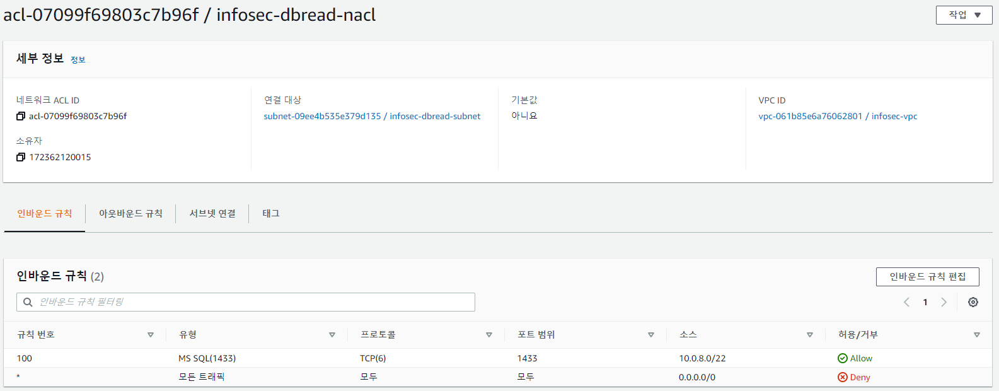 acl-07099f69803c7b96f / infosec-dbread-nacl
작업
세부 정보 정보
네트워크 ACL ID
acl-07099f69803c7b96f
소유자
172362120015
연결 대상
subnet-09ee4b535e379d135 / infosec-dbread-subnet
기본값
아니요
VPC ID
vpc-061b85e6a76062801 / infosec-vpc
인바운드 규칙 아웃바운드 규칙 서브넷 연결 태그
인바운드 규칙 (2)
인바운드 규칙 편집
인바운드 규칙 필터링
1
규칙 번호 유형 프로토콜 포트 범위 소스 허용/거부
100 MS SQL(1433) TCP(6) 1433 10.0.8.0/22 Allow
* 모든 트래픽 모두 모두 0.0.0.0/0 Deny